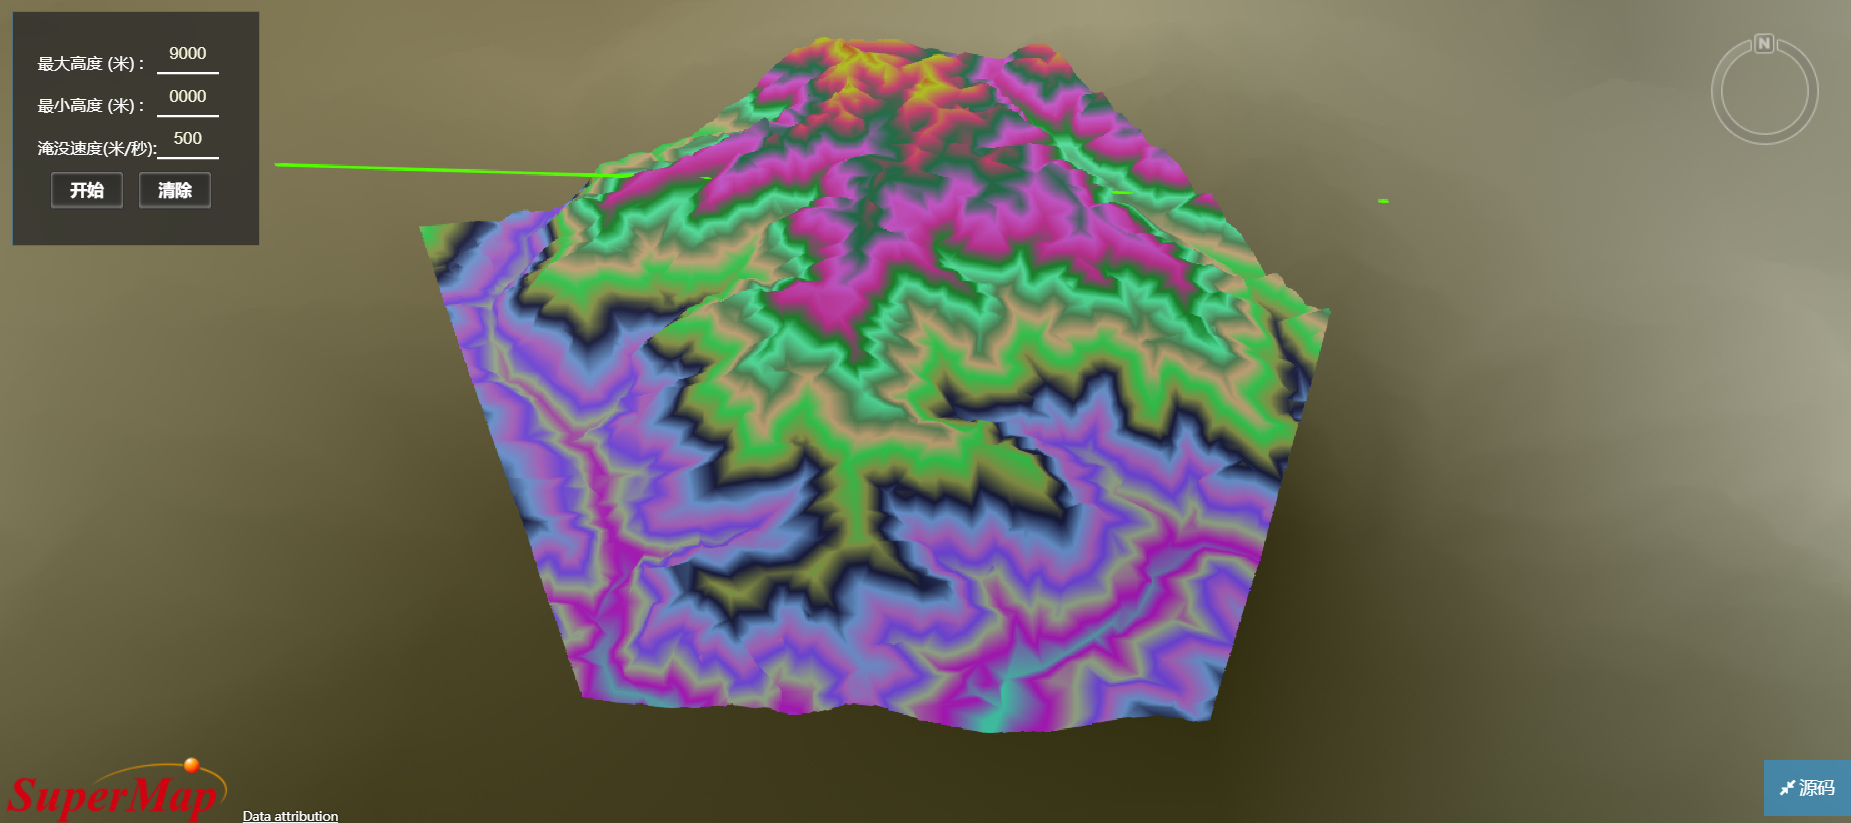 最大高度 (米) : 9000
最小高度 (米) : 0000
淹没速度(米/秒): 500
开始 清除
N
SuperMap
Data attribution
源码